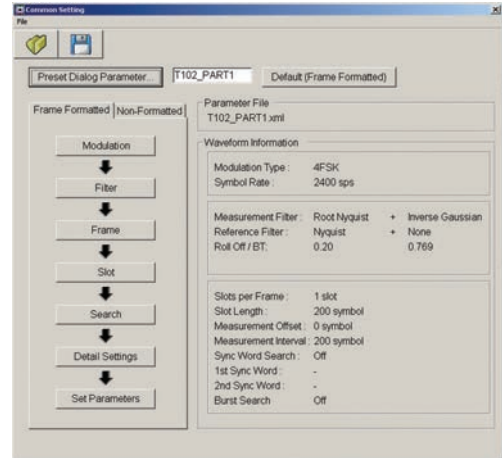 Common Setting
File
Preset Dialog Parameter... T102_PART1 Default (Frame Formatted)
Frame Formatted Non-Formatted
Modulation
Filter
Frame
Slot
Search
Detail Settings
Set Parameters
Parameter File
T102_PART1.xml
Waveform Information
Modulation Type : 4FSK
Symbol Rate : 2400 sps
Measurement Filter : Root Nyquist + Inverse Gaussian
Reference Filter : Nyquist + None
Roll Off / BT: 0.20 0.769
Slots per Frame : 1 slot
Slot Length : 200 symbol
Measurement Offset : 0 symbol
Measurement Interval : 200 symbol
Sync Word Search : Off
1st Sync Word : -
2nd Sync Word : -
Burst Search Off